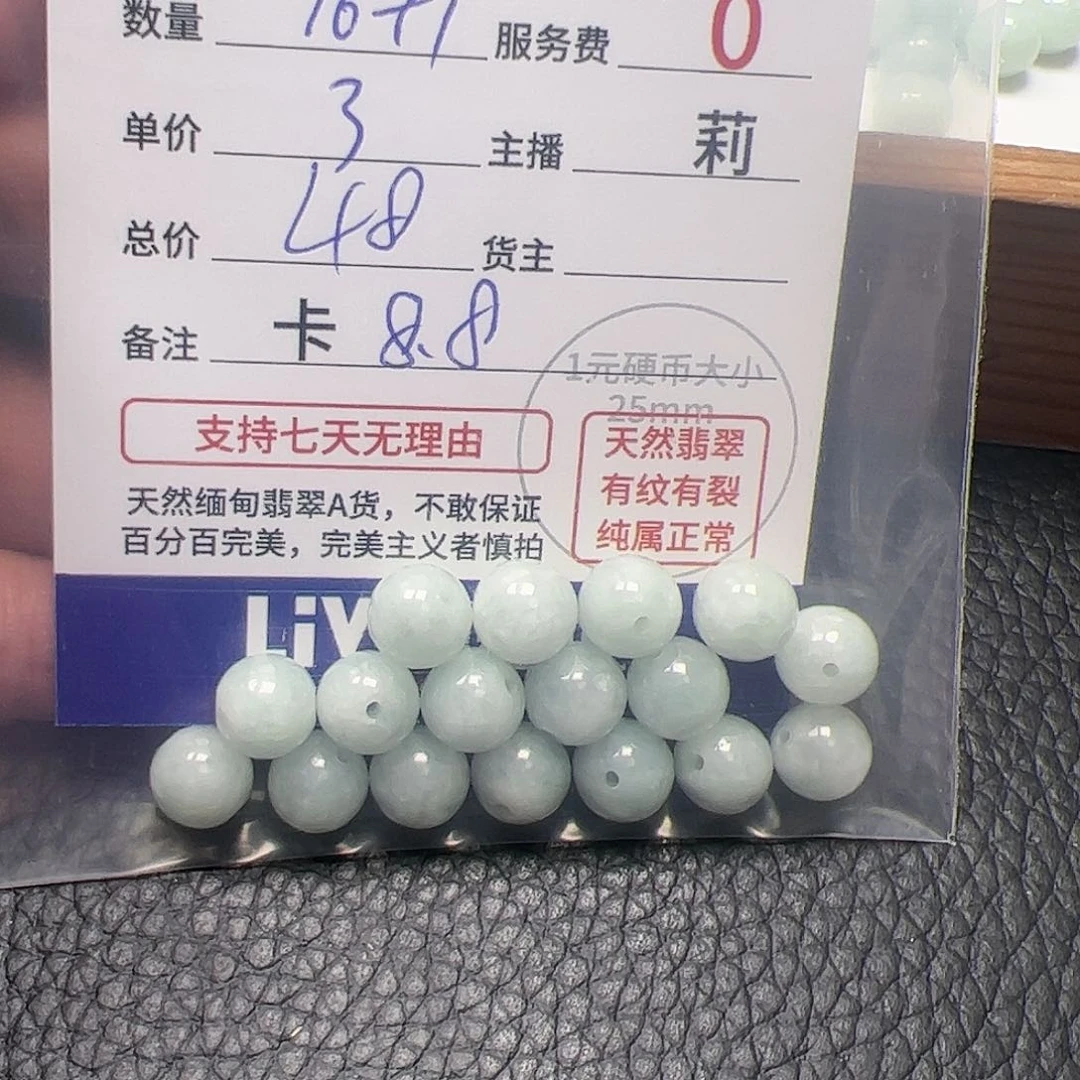 数量 16+1 服务费 0
单价 3 主播 莉
总价 48 货主
备注 卡 8.8
1元硬币大小
25mm
支持七天无理由
天然翡翠
有纹有裂
纯属正常
天然缅甸翡翠A货，不敢保证
百分百完美，完美主义者慎拍